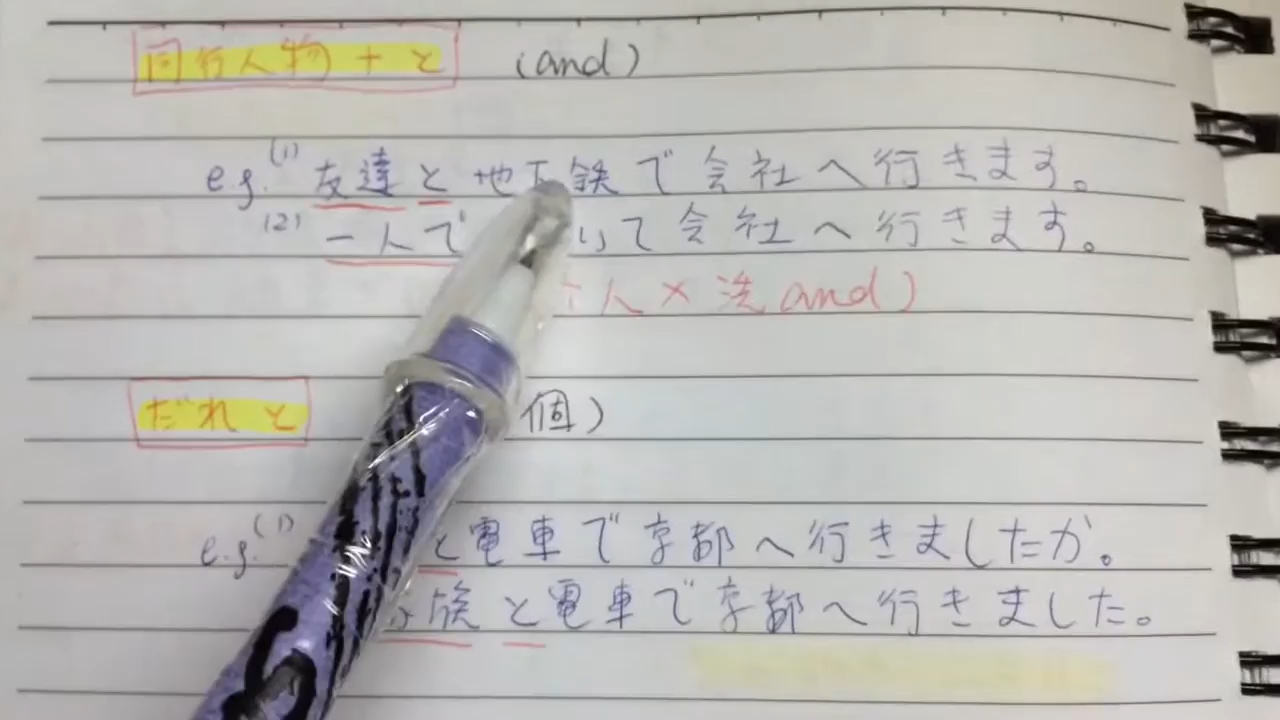 同行人物 + と (and)
e.g. (1) 友達と地下鉄で会社へ行きます。
(2) 一人で いて会社へ行きます。
人 × 洗 and)
だれと 個)
e.g. (1) と電車で京都へ行きましたか。
族と電車で京都へ行きました。